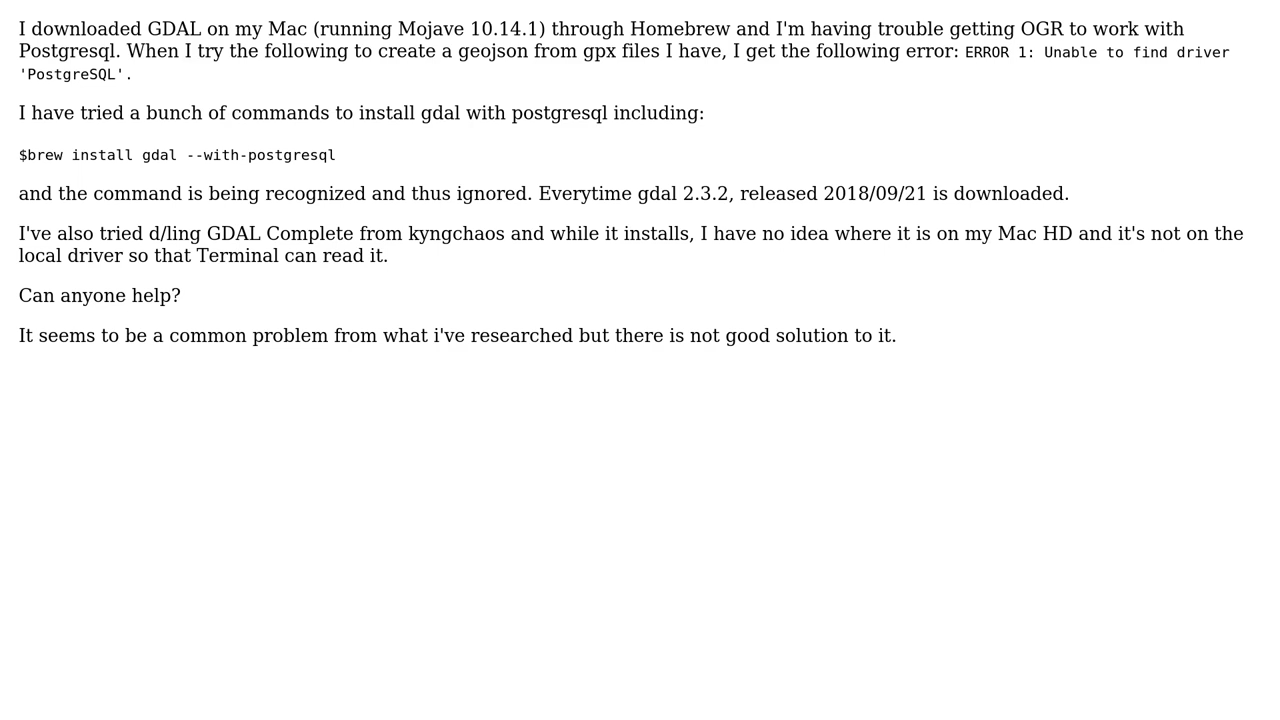 I downloaded GDAL on my Mac (running Mojave 10.14.1) through Homebrew and I'm having trouble getting OGR to work with
Postgresql. When I try the following to create a geojson from gpx files I have, I get the following error: ERROR 1: Unable to find driver
'PostgreSQL'.
I have tried a bunch of commands to install gdal with postgresql including:
$brew install gdal --with-postgresql
and the command is being recognized and thus ignored. Everytime gdal 2.3.2, released 2018/09/21 is downloaded.
I've also tried d/ling GDAL Complete from kyngchaos and while it installs, I have no idea where it is on my Mac HD and it's not on the
local driver so that Terminal can read it.
Can anyone help?
It seems to be a common problem from what i've researched but there is not good solution to it.